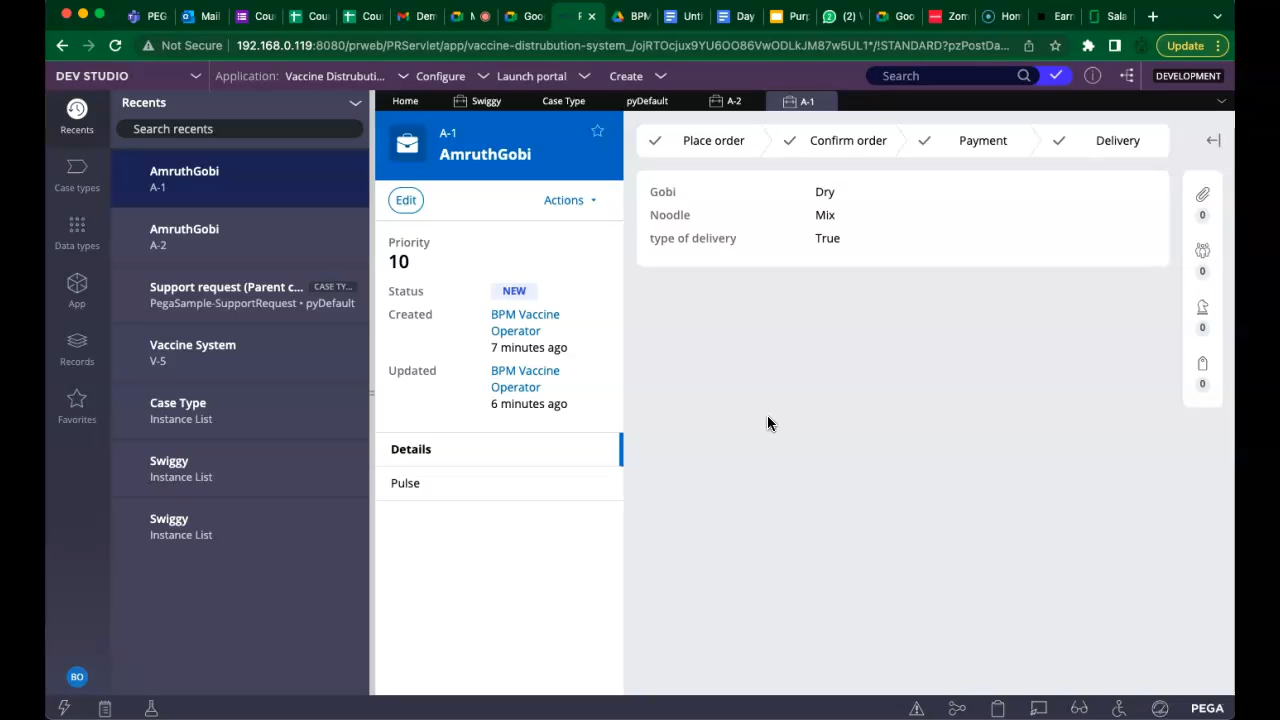 PEG
Mail
Cou
Cou
Cou
Dem
Goo
P
BPM
Unti
Day
Purp
(2)
Goo
Zom
Hom
Earn
Sala
Not Secure
192.168.0.119:8080/prweb/PRServlet/app/vaccine-distrubution-system_/ojRTOcjux9YU6OO86VwODLkJM87w5UL1*/!STANDARD?pzPostDa...
Update
DEV STUDIO
Application: Vaccine Distrubuti...
Configure
Launch portal
Create
Search
DEVELOPMENT
Recents
Case types
Data types
App
Records
Favorites
BO
Recents
Search recents
AmruthGobi
A-1
AmruthGobi
A-2
Support request (Parent c... CASE TY...
PegaSample-SupportRequest • pyDefault
Vaccine System
V-5
Case Type
Instance List
Swiggy
Instance List
Swiggy
Instance List
Home
Swiggy
Case Type
pyDefault
A-2
A-1
A-1
AmruthGobi
Edit
Actions
Priority
10
Status NEW
Created BPM Vaccine
Operator
7 minutes ago
Updated BPM Vaccine
Operator
6 minutes ago
Details
Pulse
Place order
Confirm order
Payment
Delivery
Gobi Dry
Noodle Mix
type of delivery True
0
0
0
0
PEGA